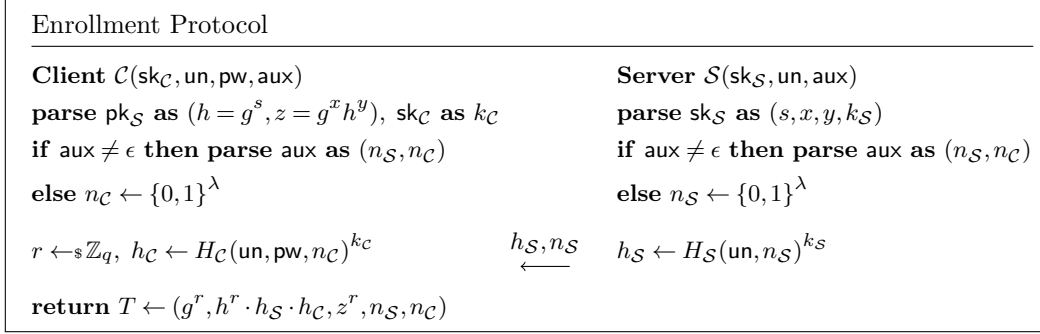 Enrollment Protocol
Client 𝒞(sk_𝒞, un, pw, aux) Server 𝒮(sk_𝒮, un, aux)
parse pk_𝒮 as (h = g^s, z = g^x h^y), sk_𝒞 as k_𝒞 parse sk_𝒮 as (s, x, y, k_𝒮)
if aux ≠ ϵ then parse aux as (n_𝒮, n_𝒞) if aux ≠ ϵ then parse aux as (n_𝒮, n_𝒞)
else n_𝒞 ← {0,1}^λ else n_𝒮 ← {0,1}^λ
r ←$ ℤ_q, h_𝒞 ← H_𝒞(un, pw, n_𝒞)^{k_𝒞} h_𝒮, n_𝒮 ⟵ h_𝒮 ← H_𝒮(un, n_𝒮)^{k_𝒮}
return T ← (g^r, h^r · h_𝒮 · h_𝒞, z^r, n_𝒮, n_𝒞)